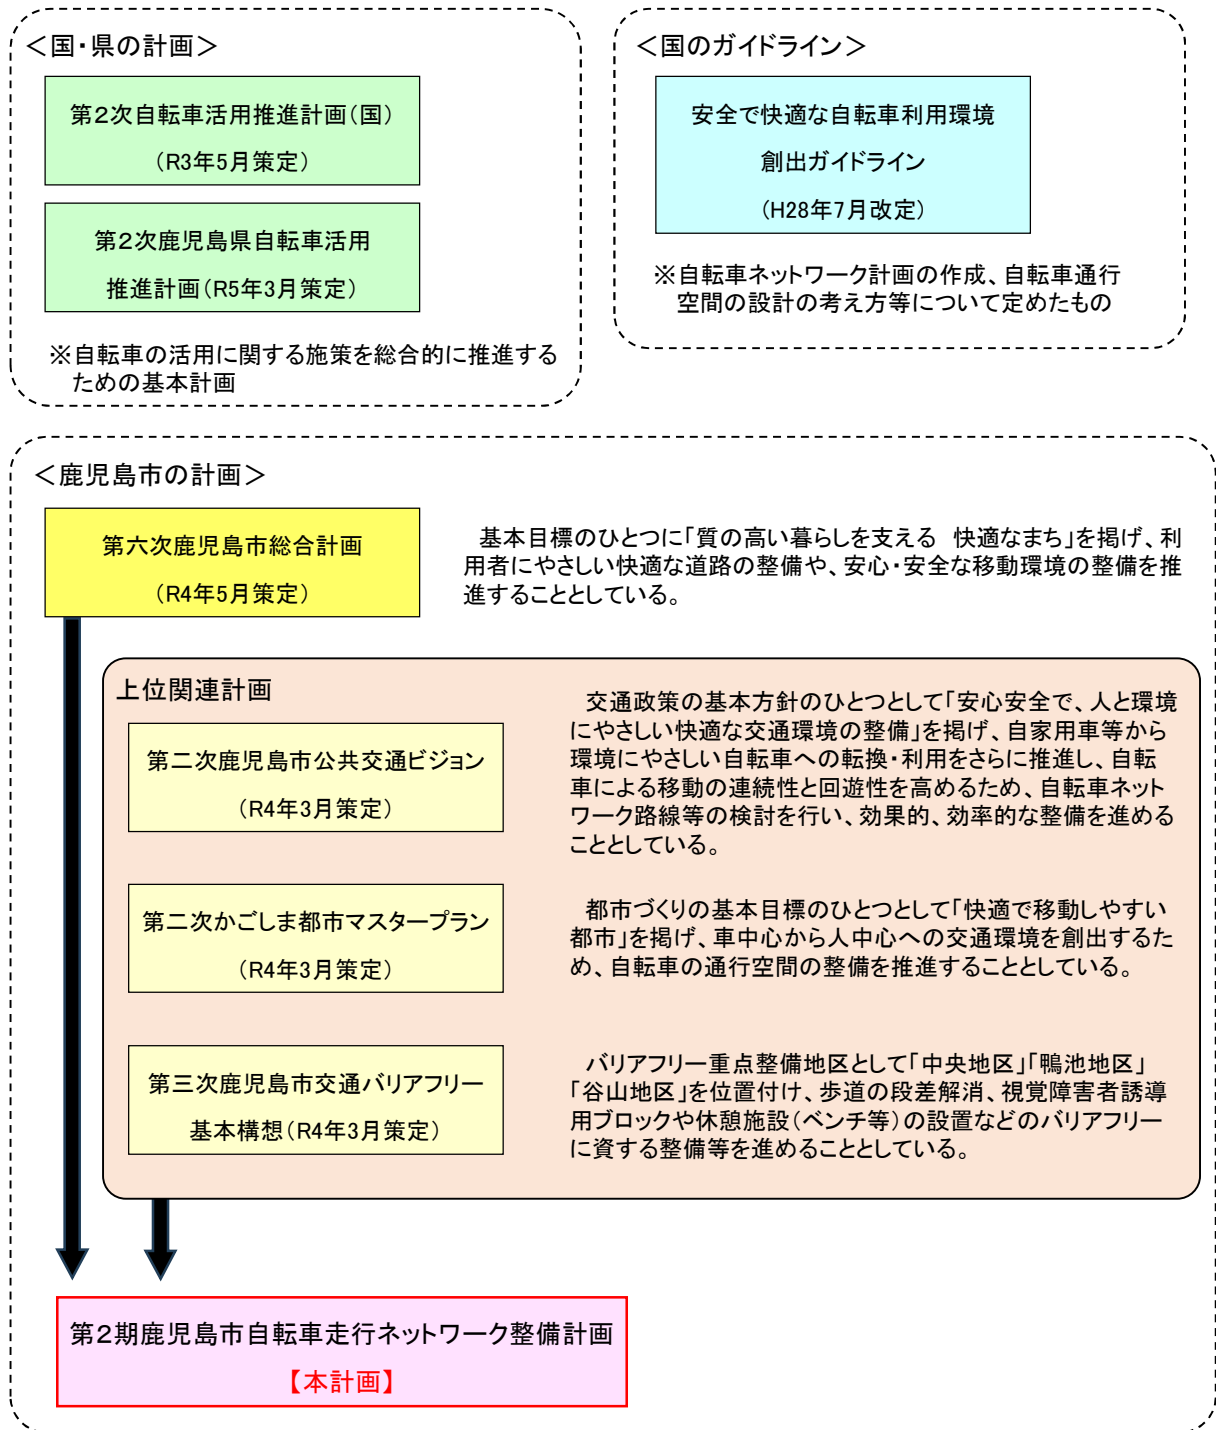 ＜国・県の計画＞
第２次自転車活用推進計画（国）
（R3年5月策定）
第２次鹿児島県自転車活用
推進計画（R5年3月策定）
※自転車の活用に関する施策を総合的に推進する
ための基本計画
＜国のガイドライン＞
安全で快適な自転車利用環境
創出ガイドライン
（H28年7月改定）
※自転車ネットワーク計画の作成、自転車通行
空間の設計の考え方等について定めたもの
＜鹿児島市の計画＞
第六次鹿児島市総合計画
（R4年5月策定）
基本目標のひとつに「質の高い暮らしを支える　快適なまち」を掲げ、利
用者にやさしい快適な道路の整備や、安心・安全な移動環境の整備を推
進することとしている。
上位関連計画
第二次鹿児島市公共交通ビジョン
（R4年3月策定）
交通政策の基本方針のひとつとして「安心安全で、人と環境
にやさしい快適な交通環境の整備」を掲げ、自家用車等から
環境にやさしい自転車への転換・利用をさらに推進し、自転
車による移動の連続性と回遊性を高めるため、自転車ネット
ワーク路線等の検討を行い、効果的、効率的な整備を進める
こととしている。
第二次かごしま都市マスタープラン
（R4年3月策定）
都市づくりの基本目標のひとつとして「快適で移動しやすい
都市」を掲げ、車中心から人中心への交通環境を創出するた
め、自転車の通行空間の整備を推進することとしている。
第三次鹿児島市交通バリアフリー
基本構想（R4年3月策定）
バリアフリー重点整備地区として「中央地区」「鴨池地区」
「谷山地区」を位置付け、歩道の段差解消、視覚障害者誘導
用ブロックや休憩施設（ベンチ等）の設置などのバリアフリー
に資する整備等を進めることとしている。
第２期鹿児島市自転車走行ネットワーク整備計画
【本計画】